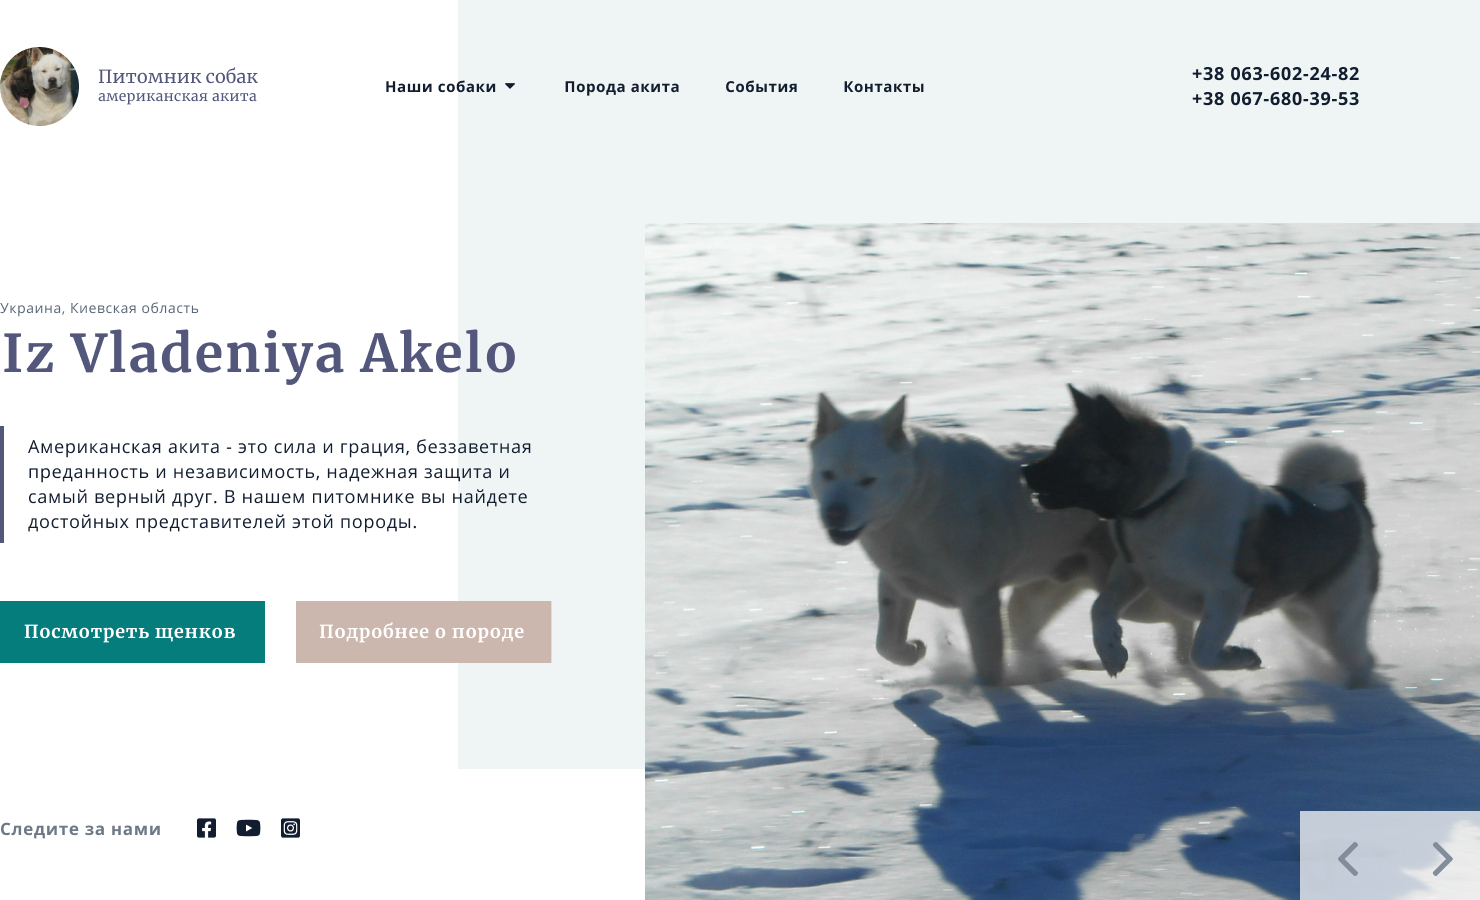 Питомник собак
американская акита
Наши собаки
Порода акита
События
Контакты
+38 063-602-24-82
+38 067-680-39-53
Украина, Киевская область
Iz Vladeniya Akelo
Американская акита - это сила и грация, беззаветная
преданность и независимость, надежная защита и
самый верный друг. В нашем питомнике вы найдете
достойных представителей этой породы.
Посмотреть щенков
Подробнее о породе
Следите за нами